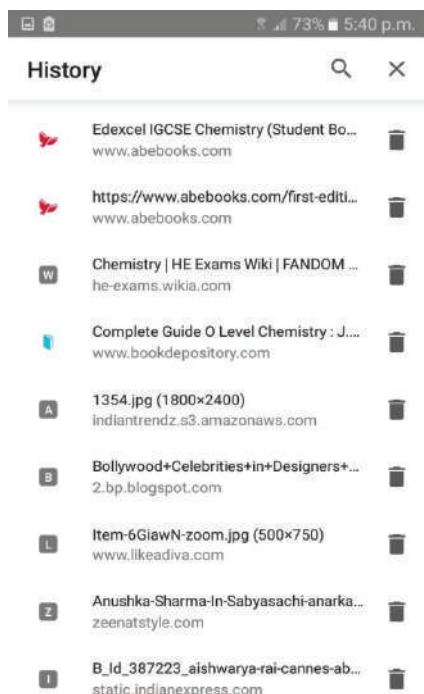 73% 5:40 p.m.
History
Edexcel IGCSE Chemistry (Student Bo...
www.abebooks.com
https://www.abebooks.com/first-editi...
www.abebooks.com
W
Chemistry | HE Exams Wiki | FANDOM ...
he-exams.wikia.com
Complete Guide O Level Chemistry : J....
www.bookdepository.com
A
1354.jpg (1800×2400)
indiantrendz.s3.amazonaws.com
B
Bollywood+Celebrities+in+Designers+...
2.bp.blogspot.com
L
Item-6GiawN-zoom.jpg (500×750)
www.likeadiva.com
Z
Anushka-Sharma-In-Sabyasachi-anarka...
zeenatstyle.com
I
B_Id_387223_aishwarya-rai-cannes-ab...
static.indianexpress.com